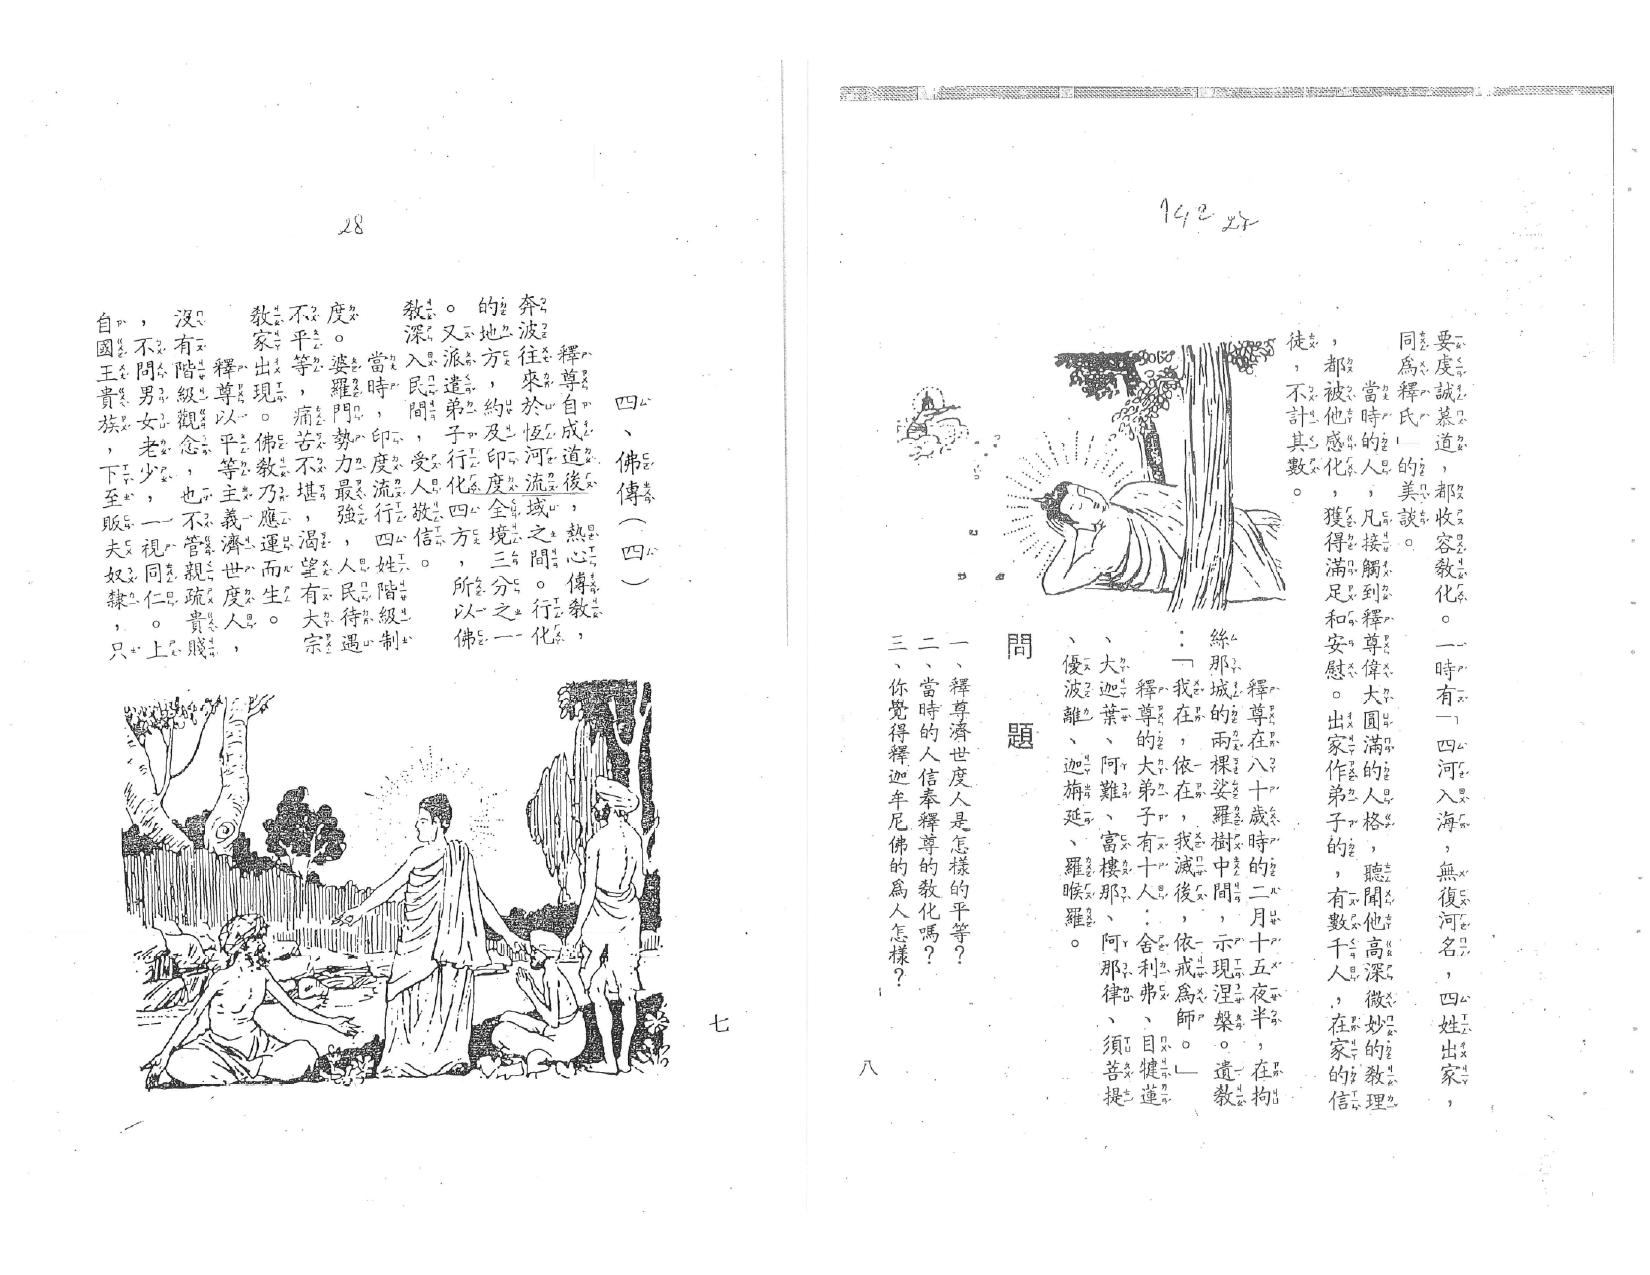 28
四、佛傳(四)
釋尊自成道後，熱心傳教，
奔波往來於恆河流域之間。行化
的地方，約及印度全境三分之一
。又派遣弟子行化四方，所以佛
教深入民間，受人敬信。
當時，印度流行四姓階級制
度。婆羅門勢力最強，人民待遇
不平等，痛苦不堪，渴望有大宗
教家出現。佛教乃應運而生。
釋尊以平等主義濟世度人，
沒有階級觀念，也不管親疏貴賤
，不問男女老少，一視同仁。上
自國王貴族，下至販夫奴隸，只
七
142
要虔誠慕道，都收容教化。一時有「四河入海，無復河名，四姓出家，
同為釋氏」的美談。
當時的人，凡接觸到釋尊偉大圓滿的人格，聽聞他高深微妙的教理
，都被他感化，獲得滿足和安慰。出家作弟子的，有數千人，在家的信
徒，不計其數。
釋尊在八十歲時的二月十五夜半，在拘
絺那城的兩棵娑羅樹中間，示現涅槃。遺教
：「我在，依在，我滅後，依戒為師。」
釋尊的大弟子有十人：舍利弗、目犍蓮
、大迦葉、阿難、富樓那、阿那律、須菩提
、優波離、迦旃延、羅睺羅。
問題
一、釋尊濟世度人是怎樣的平等？
二、當時的人信奉釋尊的教化嗎？
三、你覺得釋迦牟尼佛的為人怎樣？
八